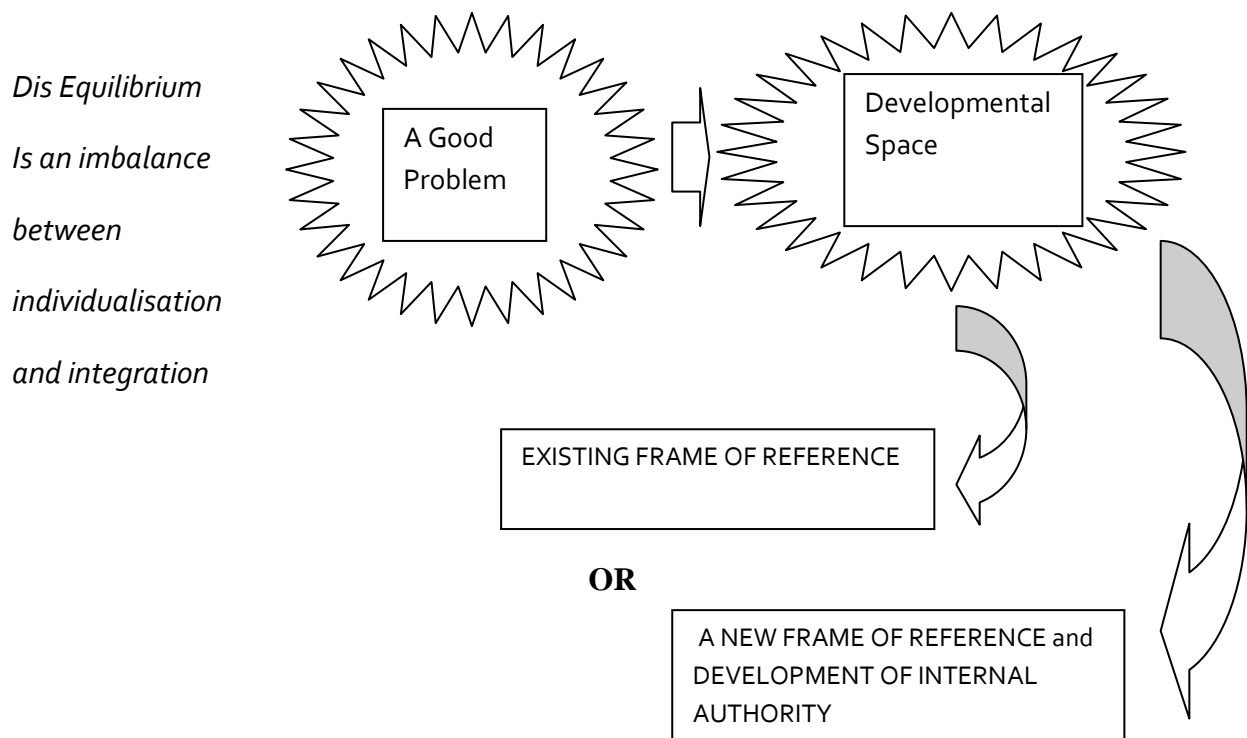 Dis Equilibrium
Is an imbalance
between
individualisation
and integration
A Good
Problem
Developmental
Space
EXISTING FRAME OF REFERENCE
OR
A NEW FRAME OF REFERENCE and
DEVELOPMENT OF INTERNAL
AUTHORITY